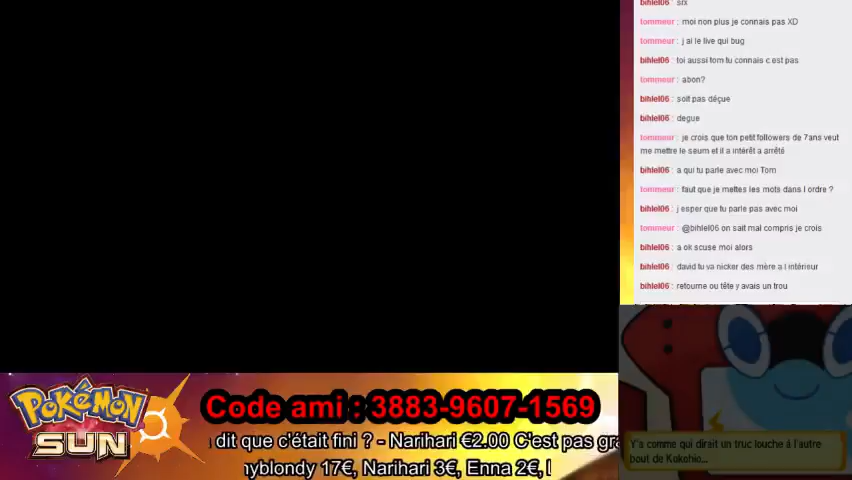 bihlel06 : srx
tommeur : moi non plus je connais pas XD
tommeur : j ai le live qui bug
bihlel06 : toi aussi tom tu connais c est pas
tommeur : abon?
bihlel06 : soit pas déçue
bihlel06 : degue
tommeur : je crois que ton petit followers de 7ans veut
me mettre le seum et il a intérêt a arrêté
bihlel06 : a qui tu parle avec moi Tom
tommeur : faut que je mettes les mots dans l ordre ?
bihlel06 : j esper que tu parle pas avec moi
tommeur : @bihlel06 on sait mal compris je crois
bihlel06 : a ok scuse moi alors
bihlel06 : david tu va nicker des mère a l intérieur
bihlel06 : retourne ou tête y avais un trou
POKÉMON
SUN
Code ami : 3883-9607-1569
dit que c'était fini ? - Narihari €2.00 C'est pas gra
nyblondy 17€, Narihari 3€, Enna 2€,
Y'a comme qui dirait un truc louche à l'autre
bout de Kokohio...